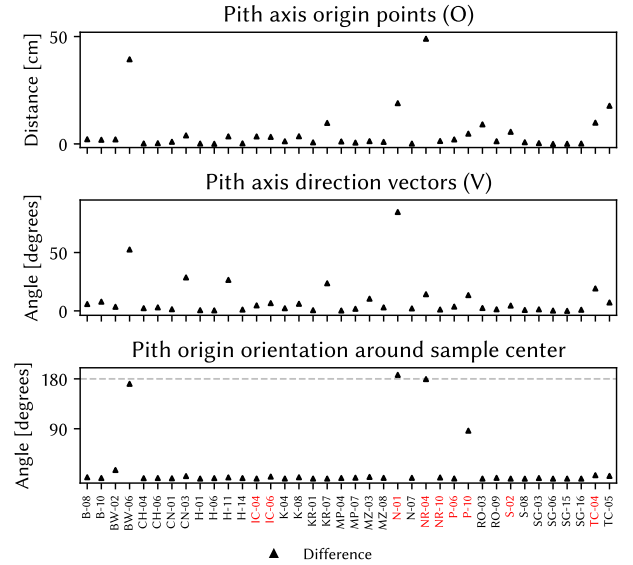 Pith axis origin points (O)
Distance [cm]
50
0
Pith axis direction vectors (V)
Angle [degrees]
50
0
Pith origin orientation around sample center
Angle [degrees]
180
90
B-08
B-10
BW-02
BW-06
CH-04
CH-06
CN-01
CN-03
H-01
H-06
H-11
H-14
IC-04
IC-06
K-04
K-08
KR-01
KR-07
MP-04
MP-07
MZ-03
MZ-08
N-01
N-07
NR-04
NR-10
P-06
P-10
RO-03
RO-09
S-02
S-08
SG-03
SG-06
SG-15
SG-16
TC-04
TC-05
Difference